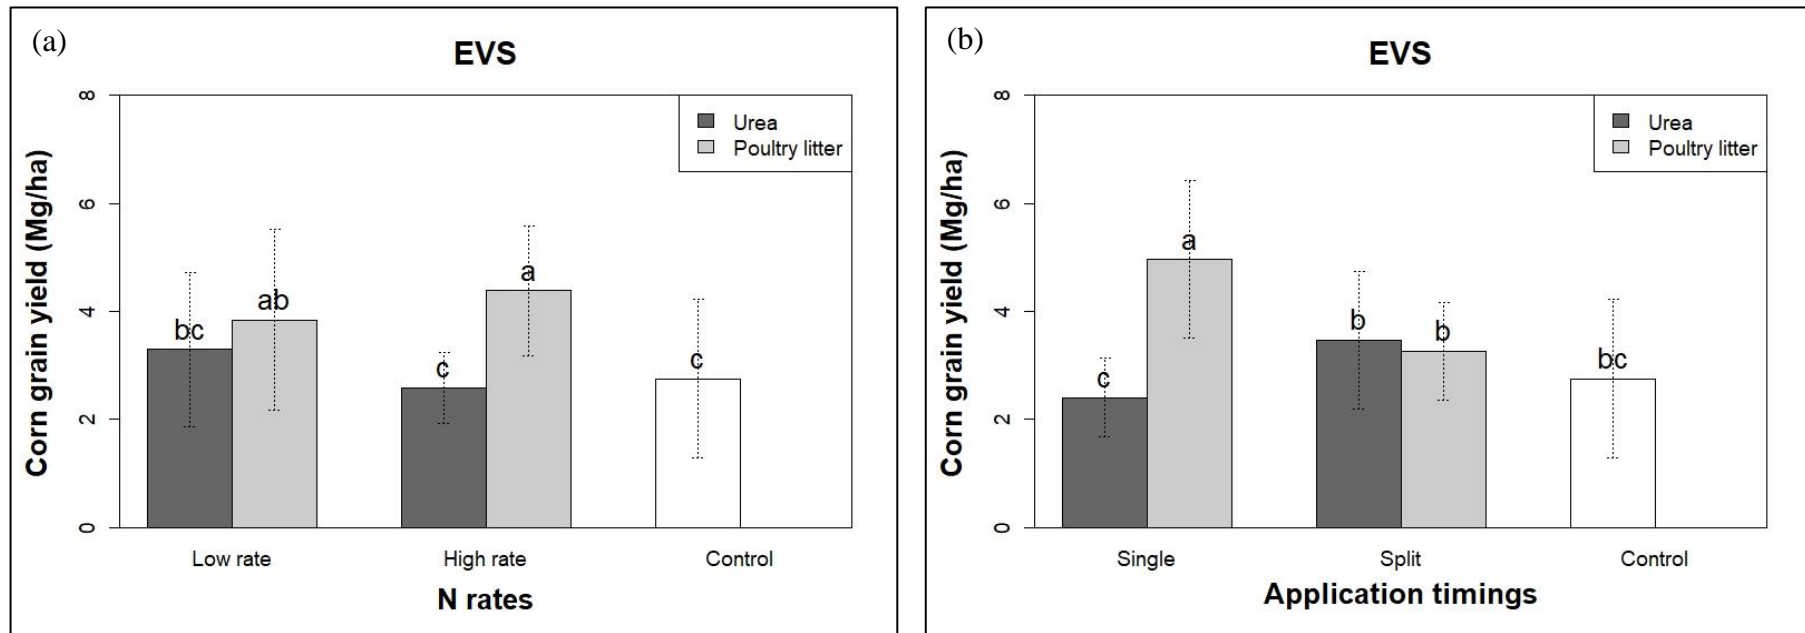 (a)
EVS
Urea
Poultry litter
Corn grain yield (Mg/ha)
8
6
4
2
0
bc
ab
c
a
c
Low rate
High rate
Control
N rates
(b)
EVS
Urea
Poultry litter
Corn grain yield (Mg/ha)
8
6
4
2
0
c
a
b
b
bc
Single
Split
Control
Application timings